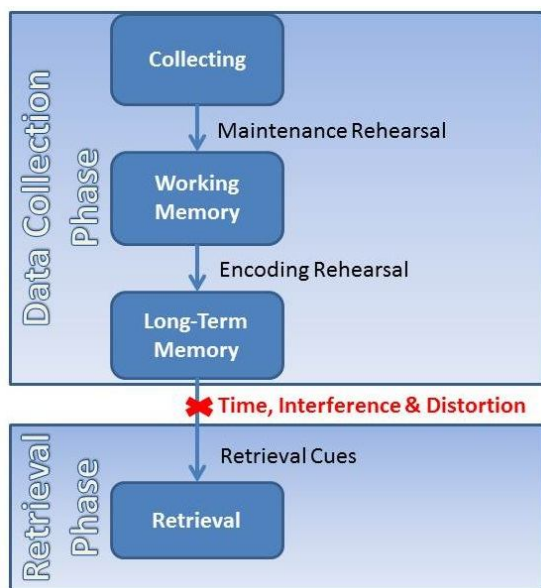 Data Collection
Phase
Collecting
Maintenance Rehearsal
Working
Memory
Encoding Rehearsal
Long-Term
Memory
Time, Interference & Distortion
Retrieval
Phase
Retrieval Cues
Retrieval